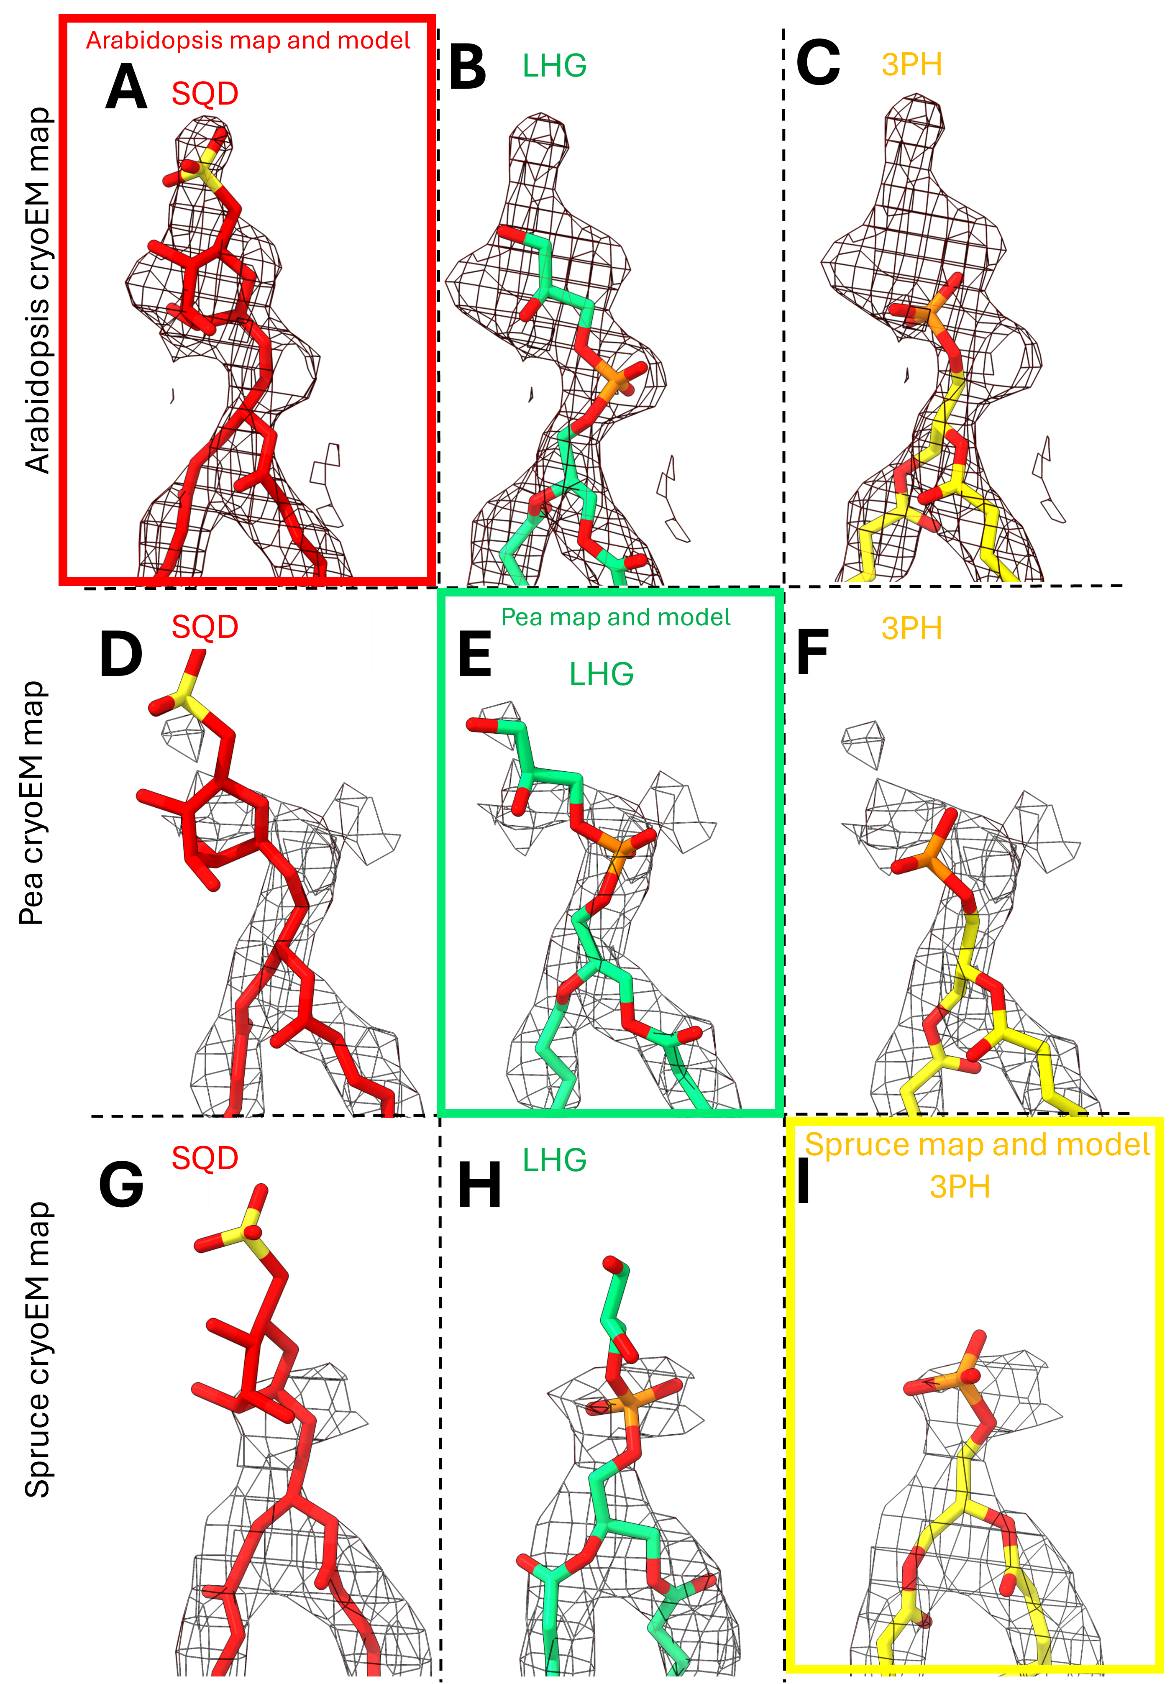 Arabidopsis map and model
A
SQD
B
LHG
C
3PH
Arabidopsis cryoEM map
D
SQD
Pea map and model
E
LHG
F
3PH
Pea cryoEM map
G
SQD
H
LHG
Spruce map and model
I
3PH
Spruce cryoEM map